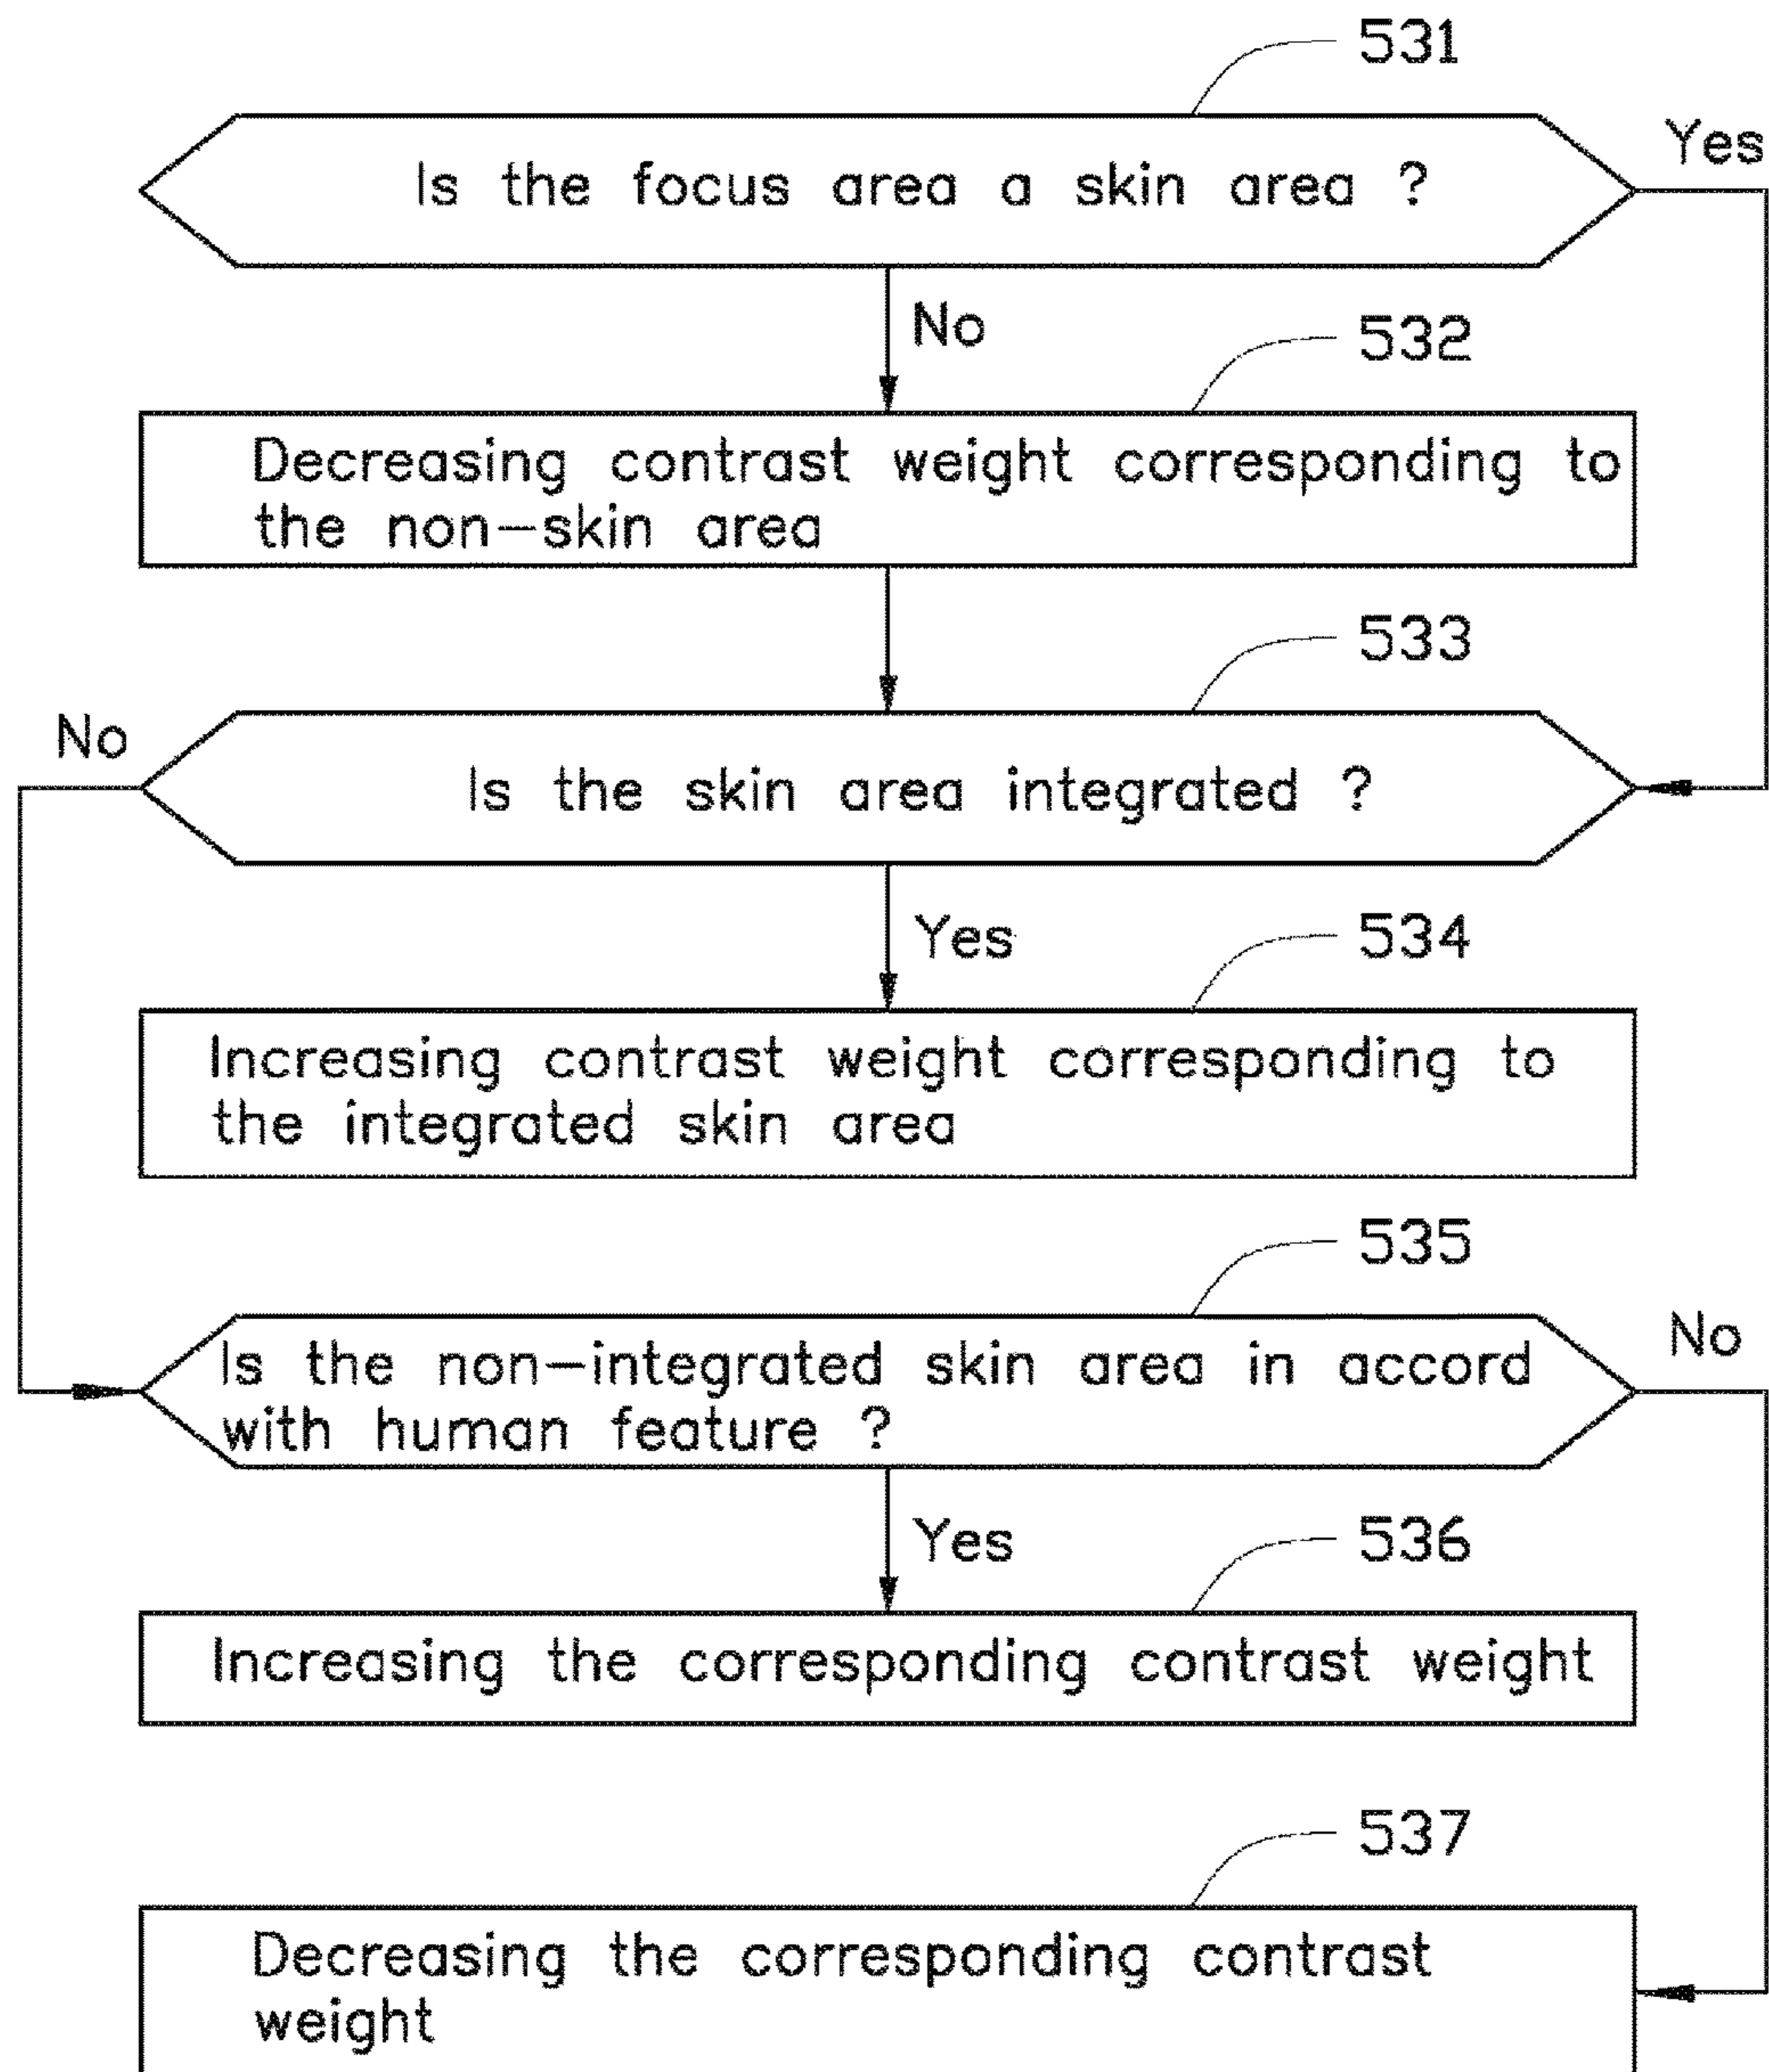 531
Is the focus area a skin area ?
Yes
No
532
Decreasing contrast weight corresponding to
the non-skin area
533
No
Is the skin area integrated ?
Yes
534
Increasing contrast weight corresponding to
the integrated skin area
535
Is the non-integrated skin area in accord
with human feature ?
No
Yes
536
Increasing the corresponding contrast weight
537
Decreasing the corresponding contrast
weight